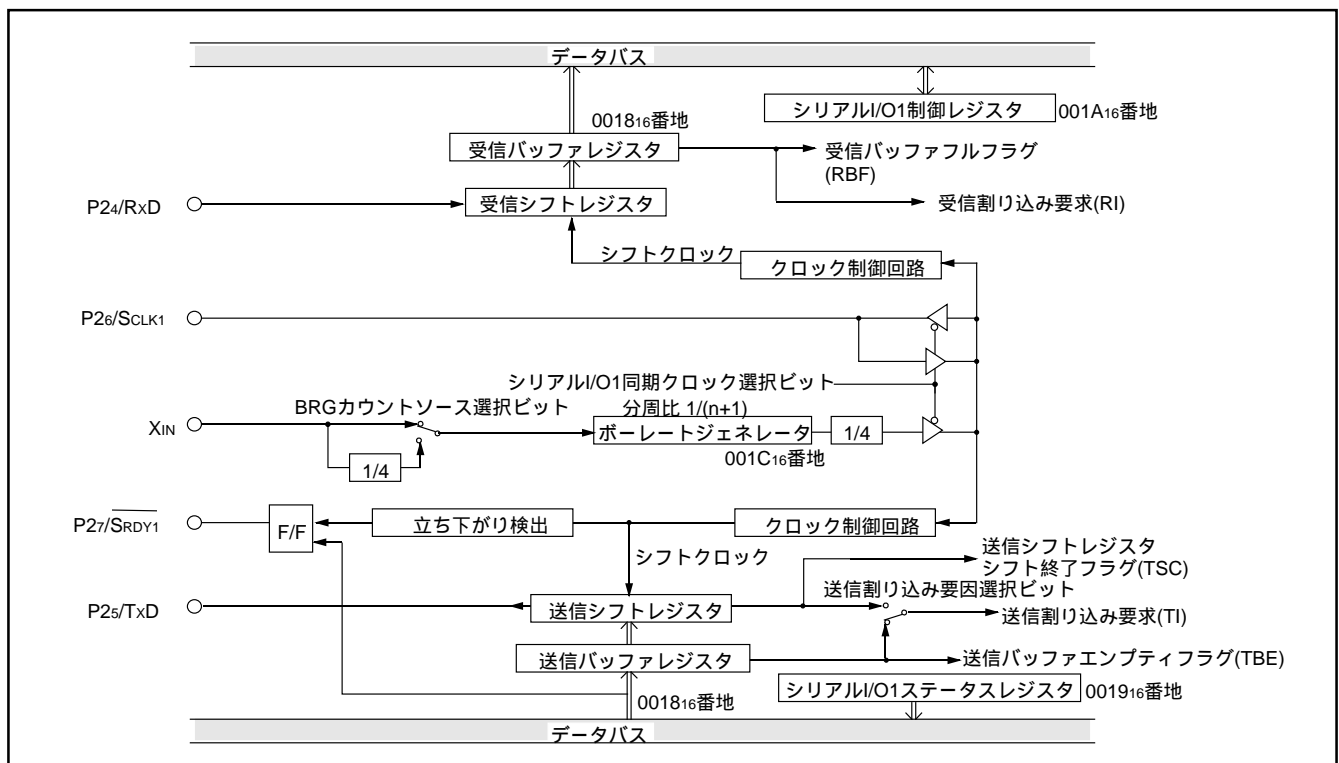 データバス
シリアルI/O1制御レジスタ 001A16番地
001816番地
受信バッファレジスタ
受信バッファフルフラグ
(RBF)
P24/RXD
受信シフトレジスタ
受信割り込み要求(RI)
シフトクロック
クロック制御回路
P26/SCLK1
シリアルI/O1同期クロック選択ビット
BRGカウントソース選択ビット
分周比 1/(n+1)
XIN
ボーレートジェネレータ
1/4
001C16番地
1/4
P27/SRDY1
F/F
立ち下がり検出
クロック制御回路
シフトクロック
送信シフトレジスタ
シフト終了フラグ(TSC)
送信割り込み要因選択ビット
P25/TXD
送信シフトレジスタ
送信割り込み要求(TI)
送信バッファレジスタ
送信バッファエンプティフラグ(TBE)
001816番地
シリアルI/O1ステータスレジスタ 001916番地
データバス